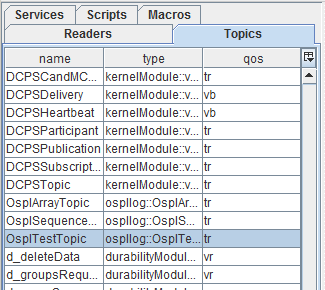 Services Scripts Macros
Readers Topics
name type qos
DCPSCandMC... kernelModule::v... tr
DCPSDelivery kernelModule::v... vb
DCPSHeartbeat kernelModule::v... vb
DCPSParticipant kernelModule::v... tr
DCPSPublication kernelModule::v... tr
DCPSSubscript... kernelModule::v... tr
DCPSTopic kernelModule::v... tr
OsplArrayTopic ospllog::OsplAr... tr
OsplSequence... ospllog::OsplS... tr
OsplTestTopic ospllog::OsplTe... tr
d_deleteData durabilityModul... vr
d_groupsRequ... durabilityModul... vr